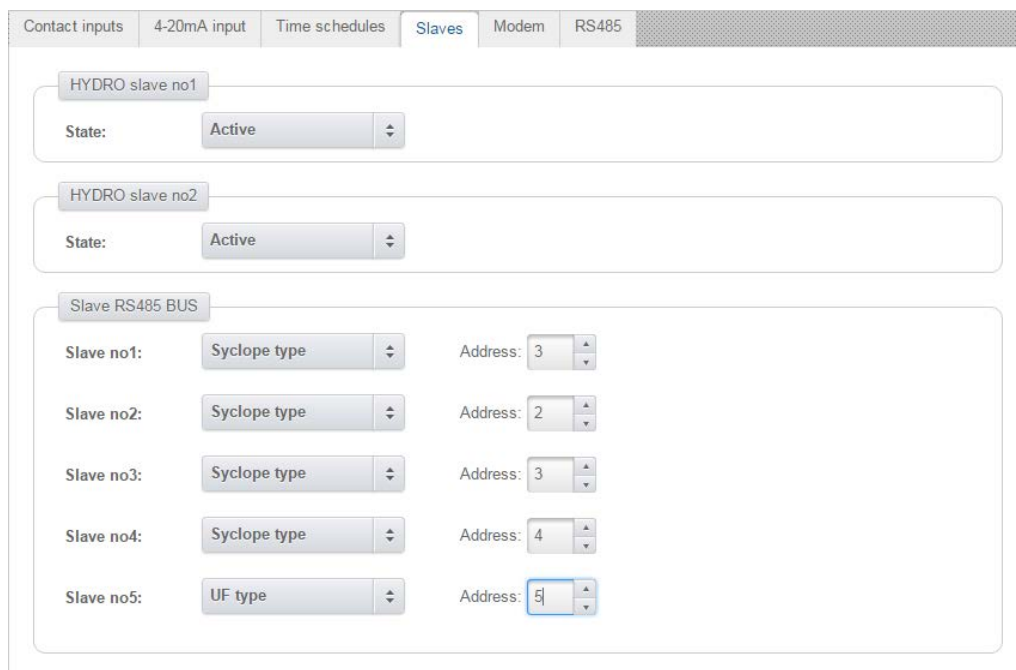 Contact inputs 4-20mA input Time schedules Slaves Modem RS485
HYDRO slave no1
State: Active
HYDRO slave no2
State: Active
Slave RS485 BUS
Slave no1: Syclope type Address: 3
Slave no2: Syclope type Address: 2
Slave no3: Syclope type Address: 3
Slave no4: Syclope type Address: 4
Slave no5: UF type Address: 5